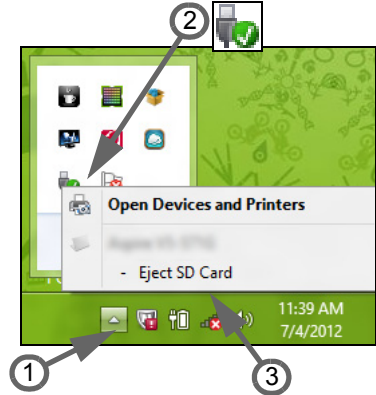 2
Open Devices and Printers
- Eject SD Card
11:39 AM
7/4/2012
1
3